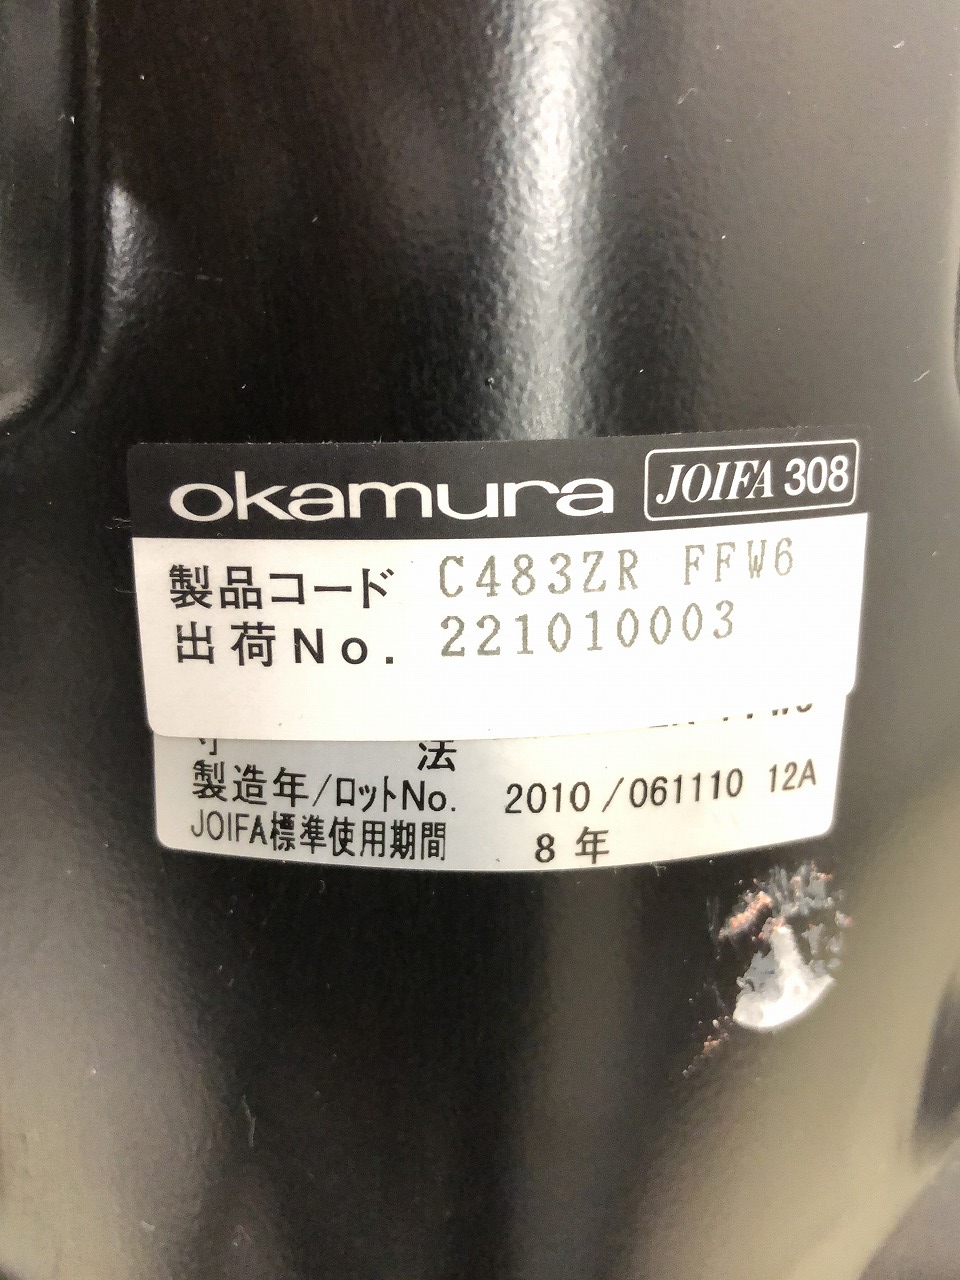 okamura JOIFA 308
製品コード C483ZR FFW6
出荷No. 221010003
寸 法
製造年/ロットNo. 2010/061110 12A
JOIFA標準使用期間 8 年